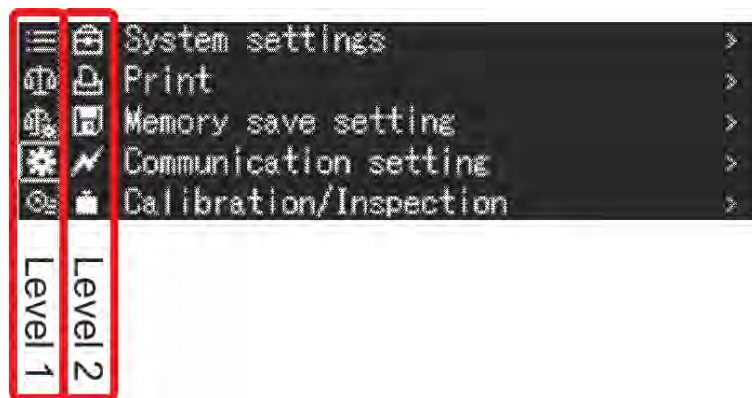 System settings >
Print >
Memory save setting >
Communication setting >
Calibration/Inspection >
Level 1
Level 2